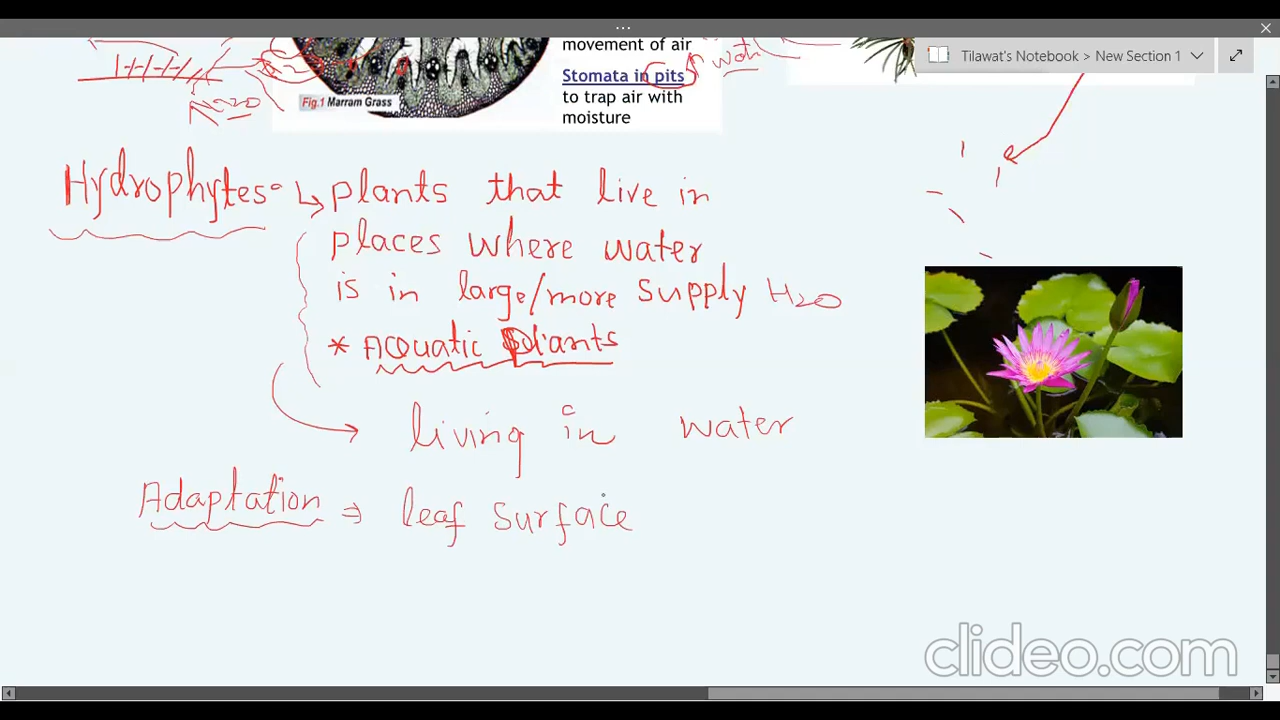 Tilawat's Notebook > New Section 1
movement of air
Stomata in pits
to trap air with
moisture
Fig.1 Marram Grass
Hydrophytes → plants that live in
places where water
is in large/more supply H2O
* Aquatic plants
living in water
Adaptation ⇒ leaf surface
clideo.com